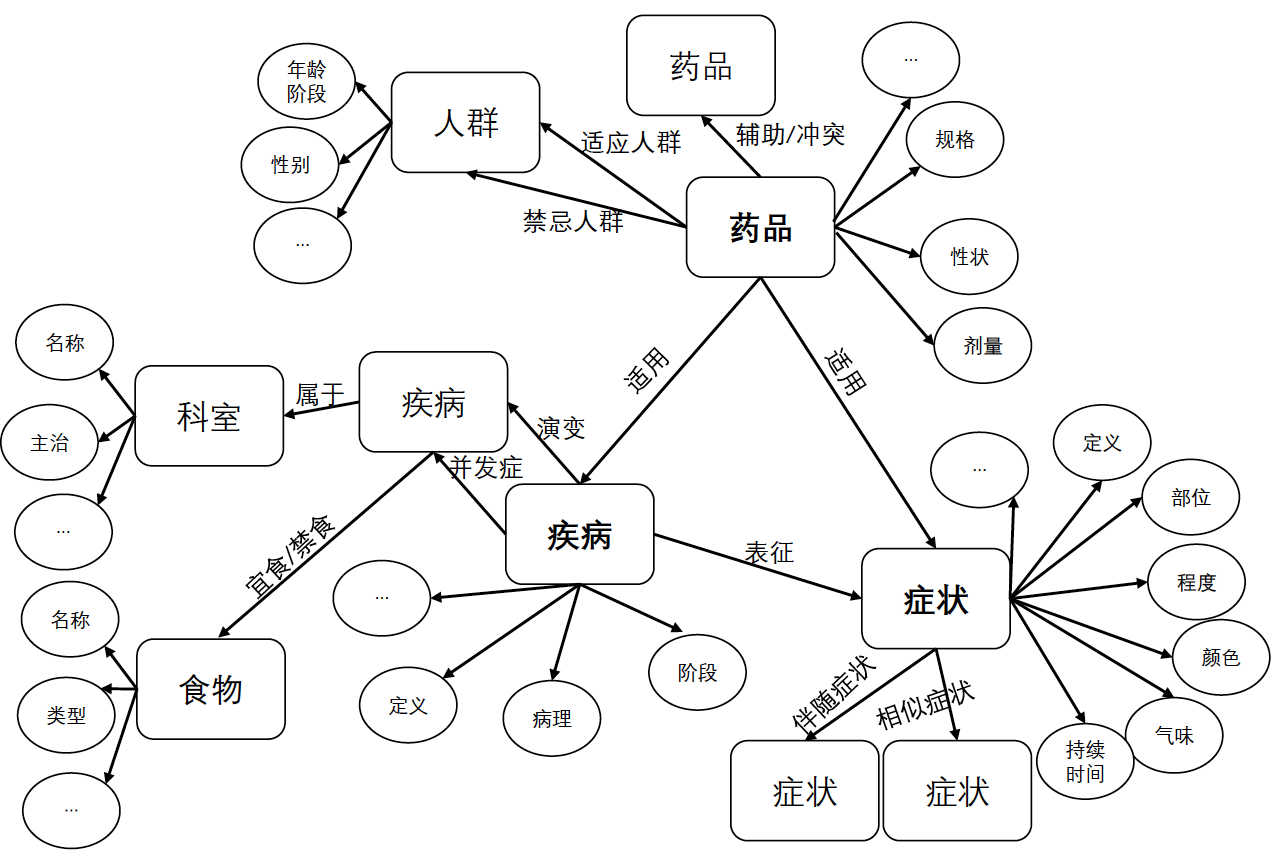 药品
...
年龄
阶段
人群
辅助/冲突
规格
适应人群
性别
禁忌人群
药品
...
性状
名称
剂量
适用
适用
属于
疾病
科室
演变
主治
并发症
...
定义
部位
...
疾病
宜食/禁食
表征
程度
...
症状
名称
颜色
阶段
食物
定义
病理
伴随症状
相似症状
类型
气味
持续
时间
症状
症状
...